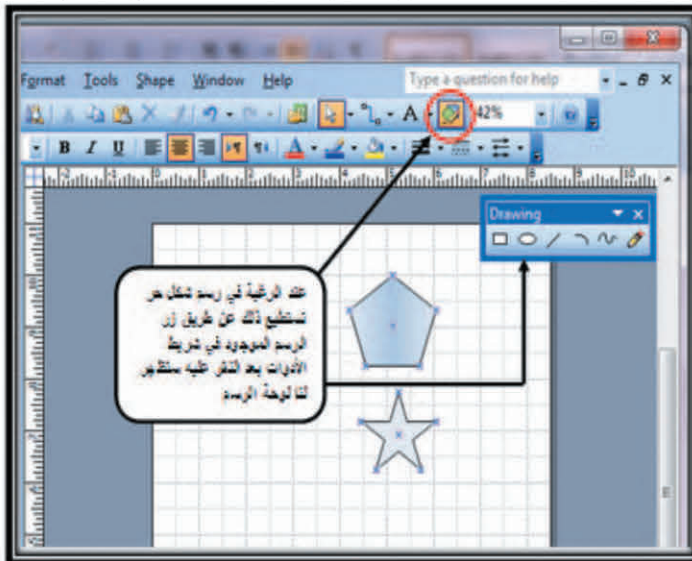 Format Tools Shape Window Help
Type a question for help
A
42%
B I U
A
Drawing
عند الرغبة في رسم شكل حر
نستطيع ذلك عن طريق زر
الرسم الموجود في شريط
الأدوات بعد النقر عليه ستظهر
لنا لوحة الرسم